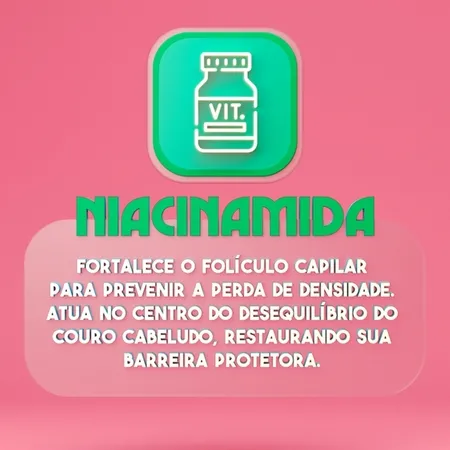 VIT.
NIACINAMIDA
FORTALECE O FOLÍCULO CAPILAR
PARA PREVENIR A PERDA DE DENSIDADE.
ATUA NO CENTRO DO DESEQUILÍBRIO DO
COURO CABELUDO, RESTAURANDO SUA
BARREIRA PROTETORA.